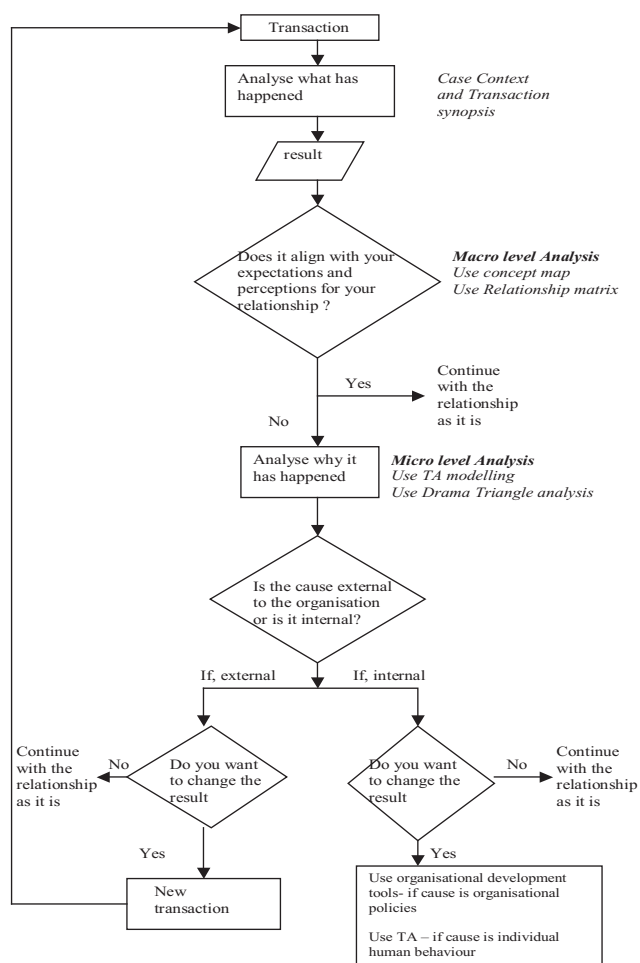 Transaction
Analyse what has
happened
Case Context
and Transaction
synopsis
result
Does it align with your
expectations and
perceptions for your
relationship ?
Macro level Analysis
Use concept map
Use Relationship matrix
Yes
Continue
with the
relationship
as it is
No
Analyse why it
has happened
Micro level Analysis
Use TA modelling
Use Drama Triangle analysis
Is the cause external
to the organisation
or is it internal?
If, external
If, internal
Continue
with the
relationship
as it is
No
Do you want
to change the
result
Do you want
to change the
result
No
Continue
with the
relationship
as it is
Yes
Yes
New
transaction
Use organisational development
tools- if cause is organisational
policies
Use TA – if cause is individual
human behaviour